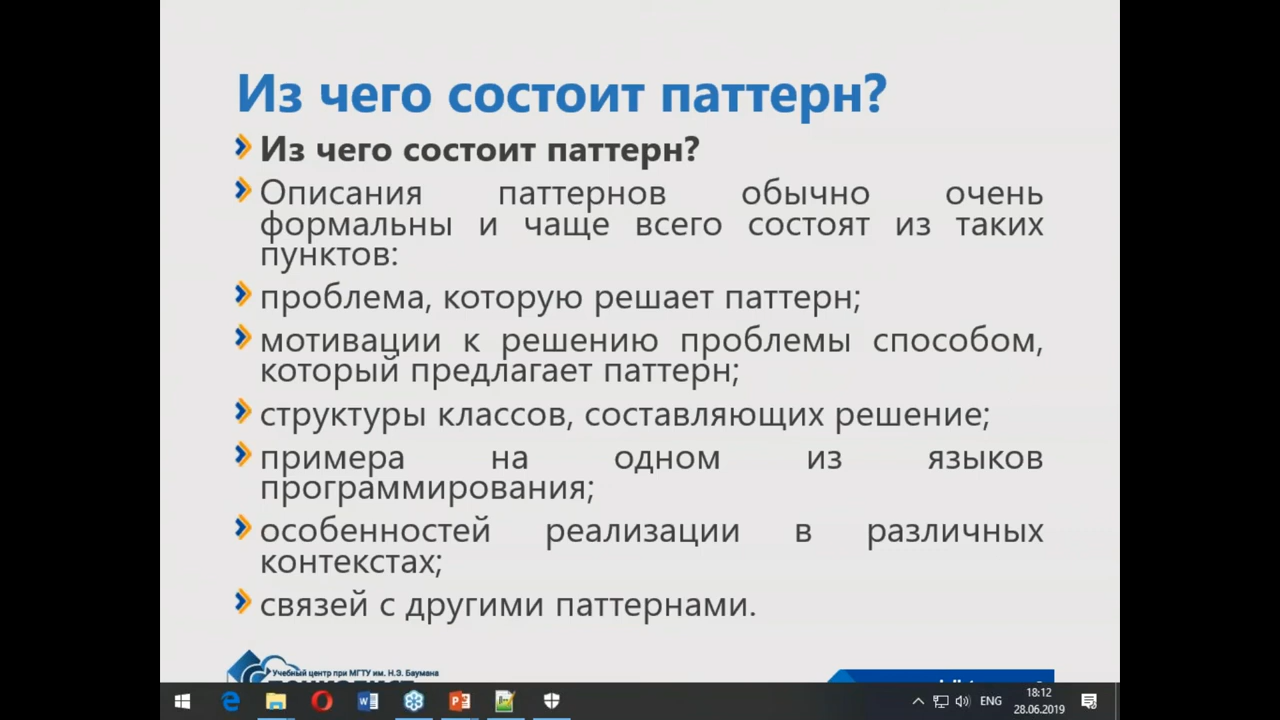 Из чего состоит паттерн?
Из чего состоит паттерн?
Описания паттернов обычно очень
формальны и чаще всего состоят из таких
пунктов:
проблема, которую решает паттерн;
мотивации к решению проблемы способом,
который предлагает паттерн;
структуры классов, составляющих решение;
примера на одном из языков
программирования;
особенностей реализации в различных
контекстах;
связей с другими паттернами.
Учебный центр при МГТУ им. Н.Э. Баумана
ENG
18:12
28.06.2019